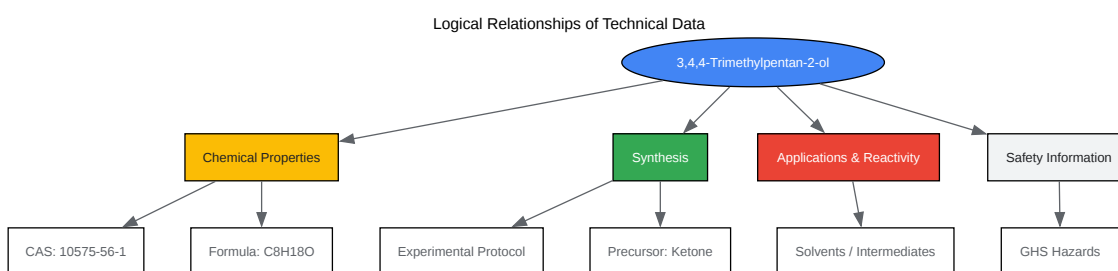 Logical Relationships of Technical Data
3,4,4-Trimethylpentan-2-ol
Chemical Properties
Synthesis
Applications & Reactivity
Safety Information
CAS: 10575-56-1
Formula: C8H18O
Experimental Protocol
Precursor: Ketone
Solvents / Intermediates
GHS Hazards